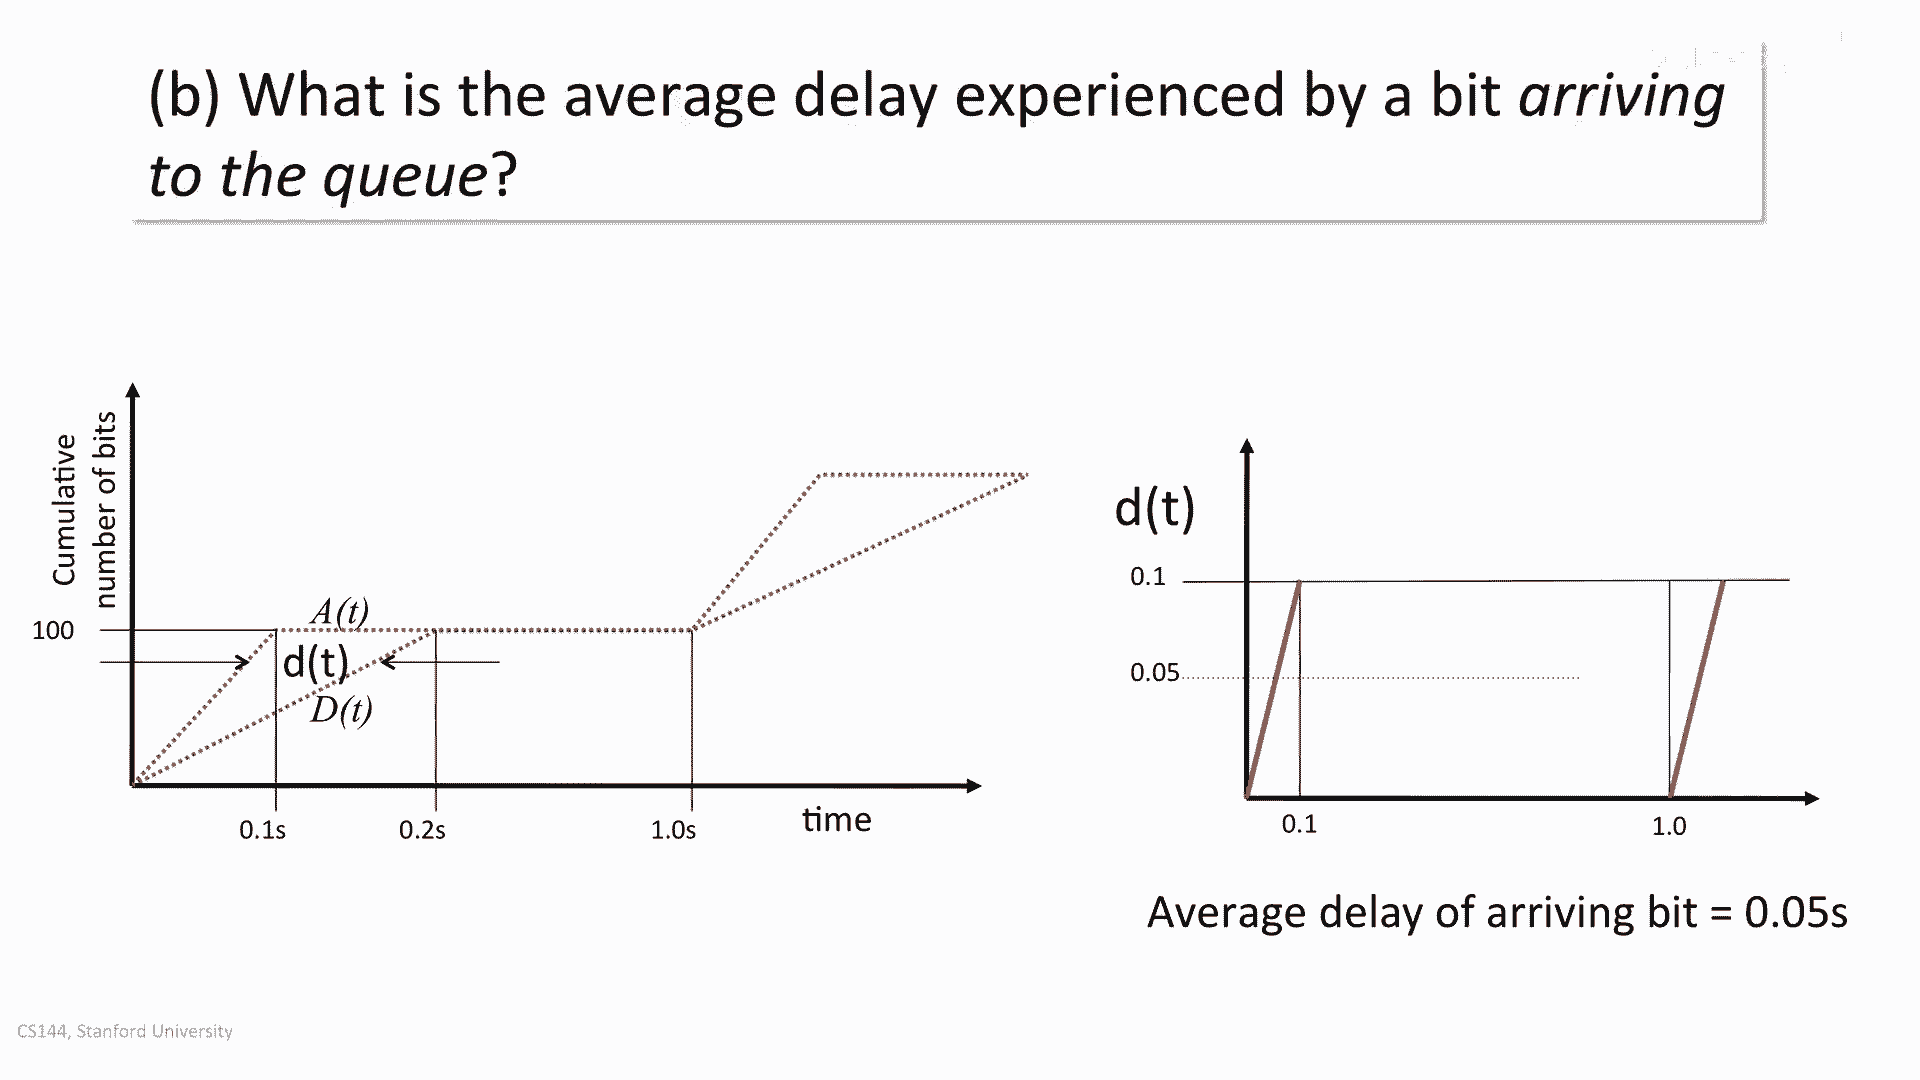 (b) What is the average delay experienced by a bit arriving
to the queue?
Cumulative
number of bits
100
A(t)
d(t)
D(t)
0.1s
0.2s
1.0s
time
d(t)
0.1
0.05
0.1
1.0
Average delay of arriving bit = 0.05s
CS144, Stanford University